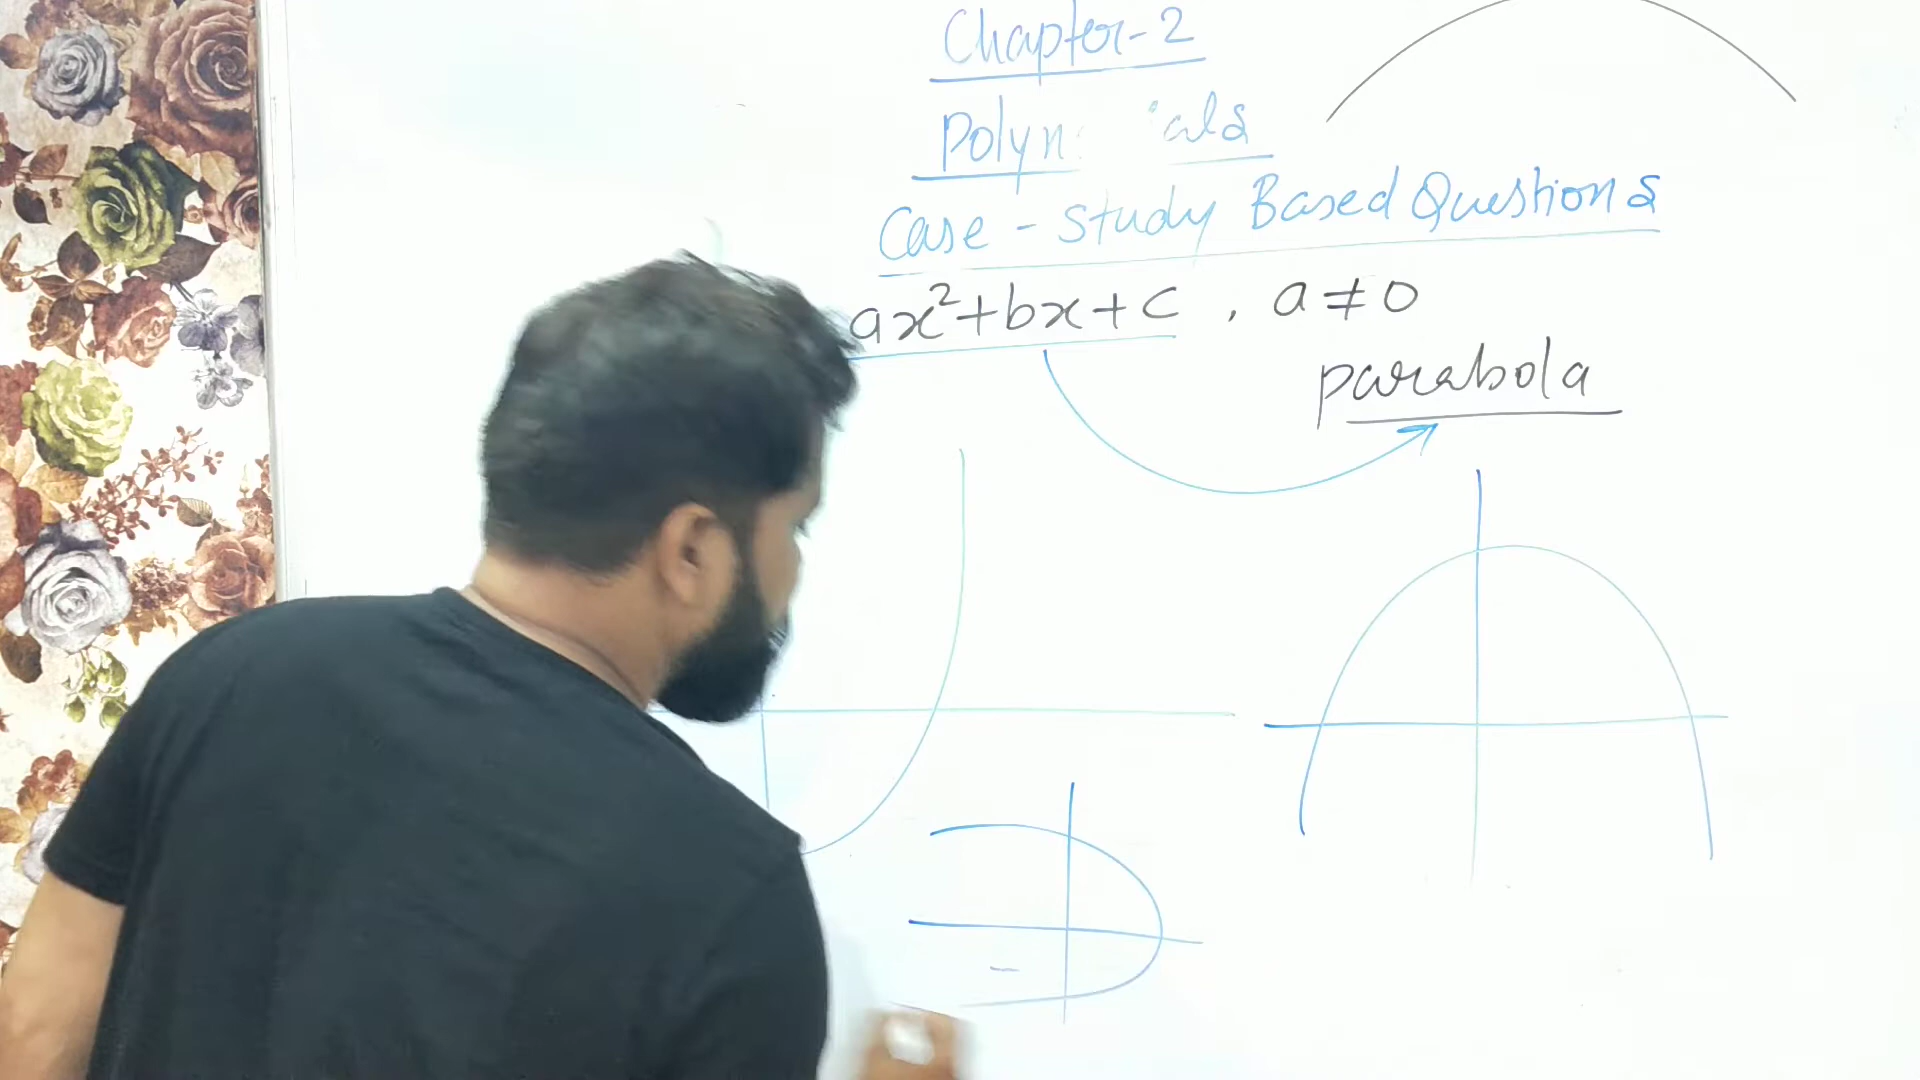 Chapter-2
Case - Study Based Questions
ax²+bx+c , a ≠ 0
parabola